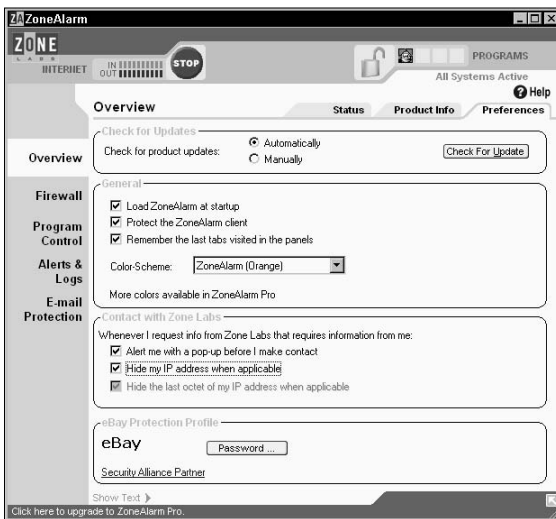 ZA ZoneAlarm
ZONE
LABS
INTERNET
IN
OUT
STOP
PROGRAMS
All Systems Active
Help
Overview
Status
Product Info
Preferences
Overview
Firewall
Program
Control
Alerts &
Logs
E-mail
Protection
Check for Updates
Check for product updates:
Automatically
Manually
Check For Update
General
Load ZoneAlarm at startup
Protect the ZoneAlarm client
Remember the last tabs visited in the panels
Color-Scheme:
ZoneAlarm (Orange)
More colors available in ZoneAlarm Pro
Contact with Zone Labs
Whenever I request info from Zone Labs that requires information from me:
Alert me with a pop-up before I make contact
Hide my IP address when applicable
Hide the last octet of my IP address when applicable
eBay Protection Profile
eBay
Password ...
Security Alliance Partner
Show Text
Click here to upgrade to ZoneAlarm Pro.